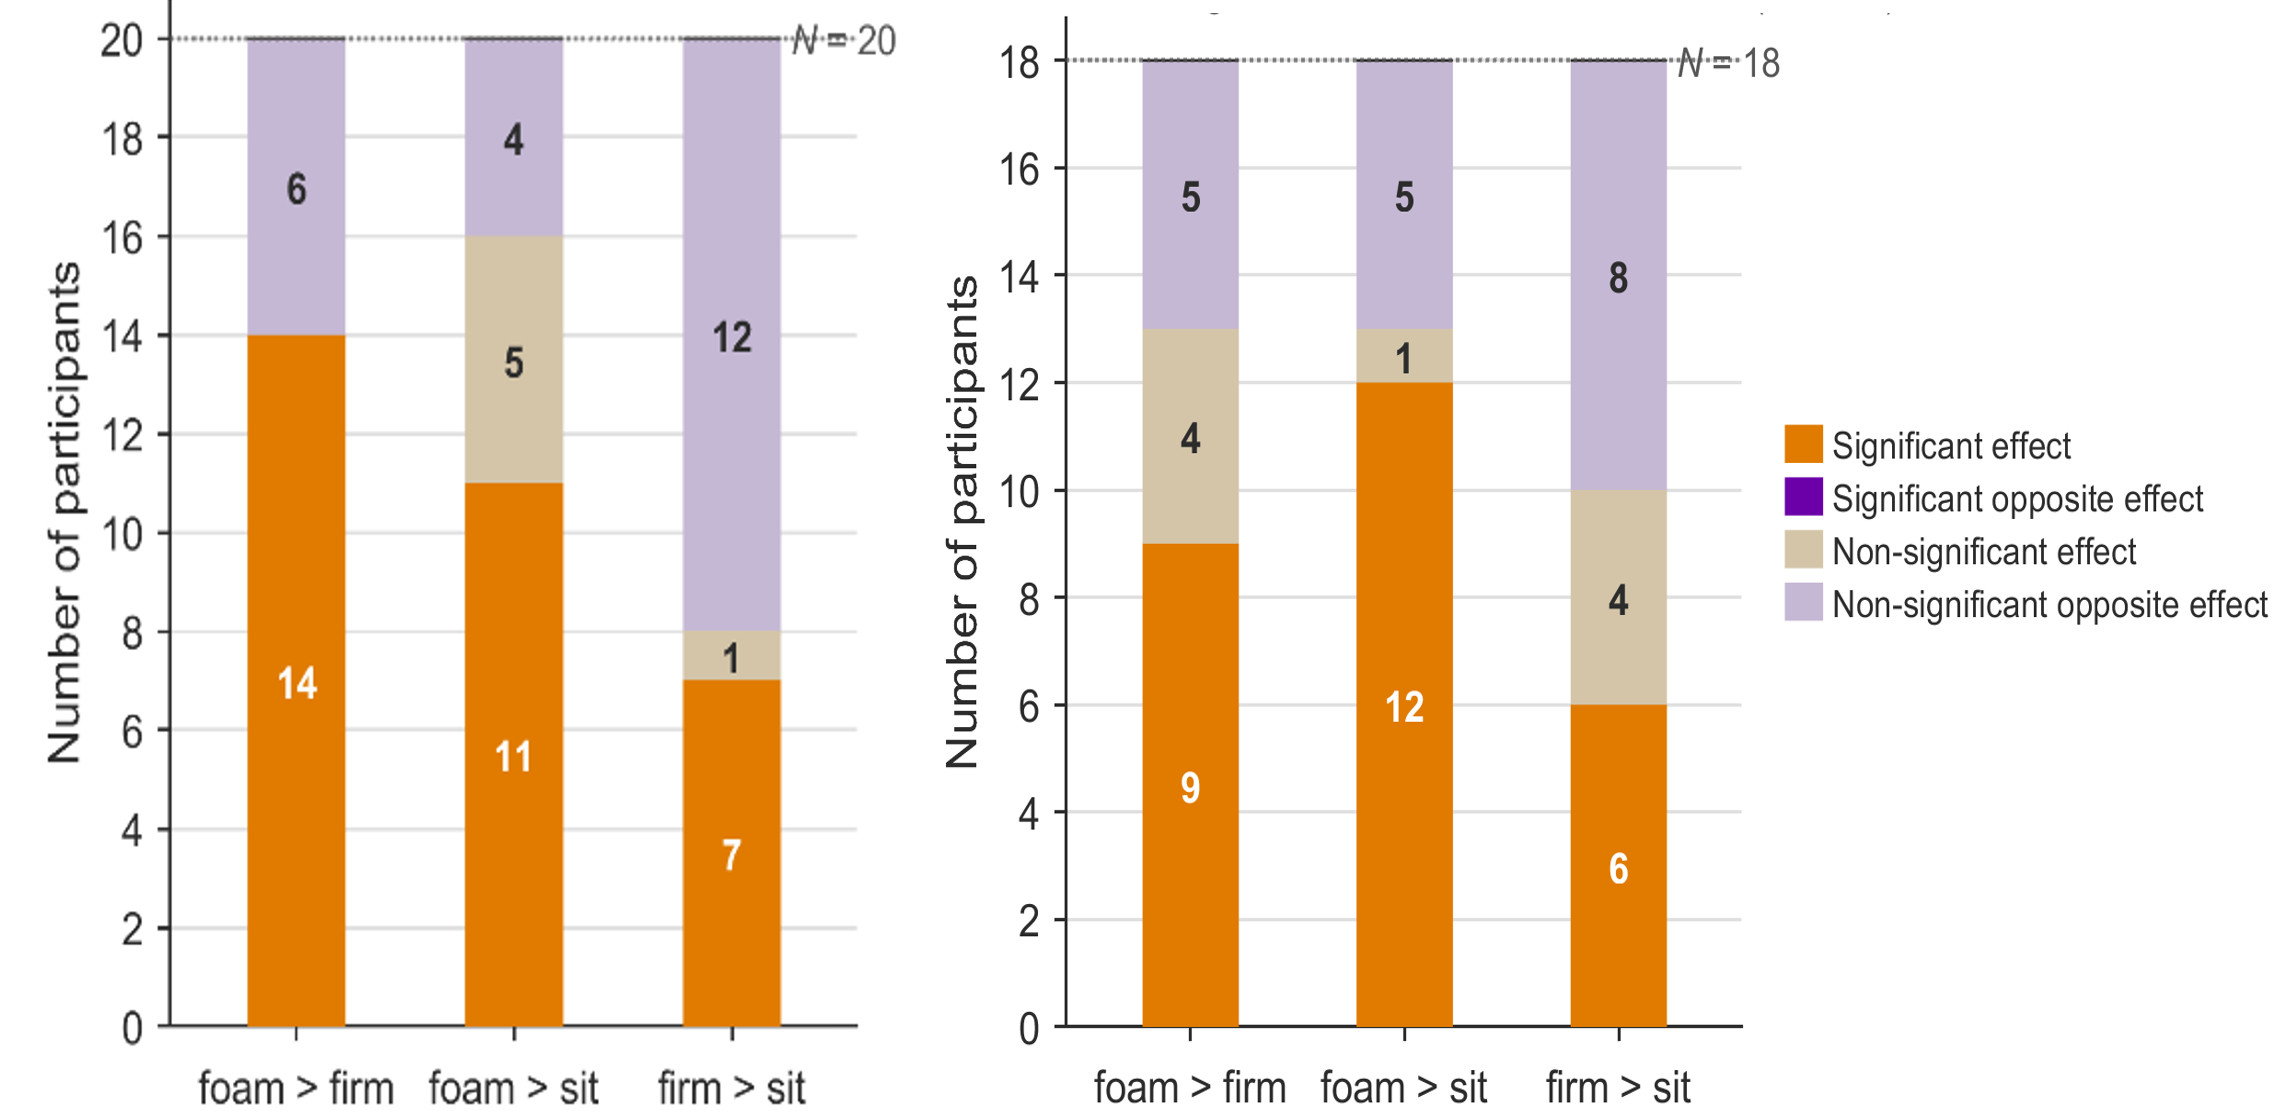 Number of participants
20
18
16
14
12
10
8
6
4
2
0
N = 20
6
14
4
5
11
12
1
7
foam > firm
foam > sit
firm > sit
Number of participants
18
16
14
12
10
8
6
4
2
0
N = 18
5
4
9
5
1
12
8
4
6
foam > firm
foam > sit
firm > sit
Significant effect
Significant opposite effect
Non-significant effect
Non-significant opposite effect